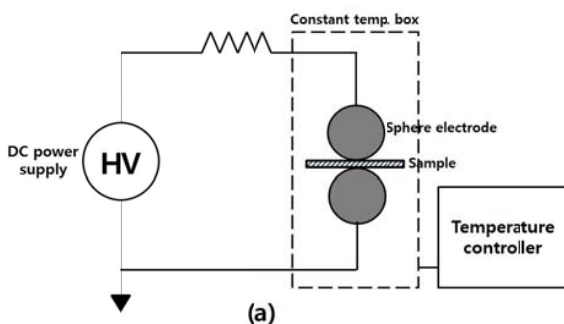 Constant temp. box
Sphere electrode
DC power
supply
HV
Sample
Temperature
controller
(a)